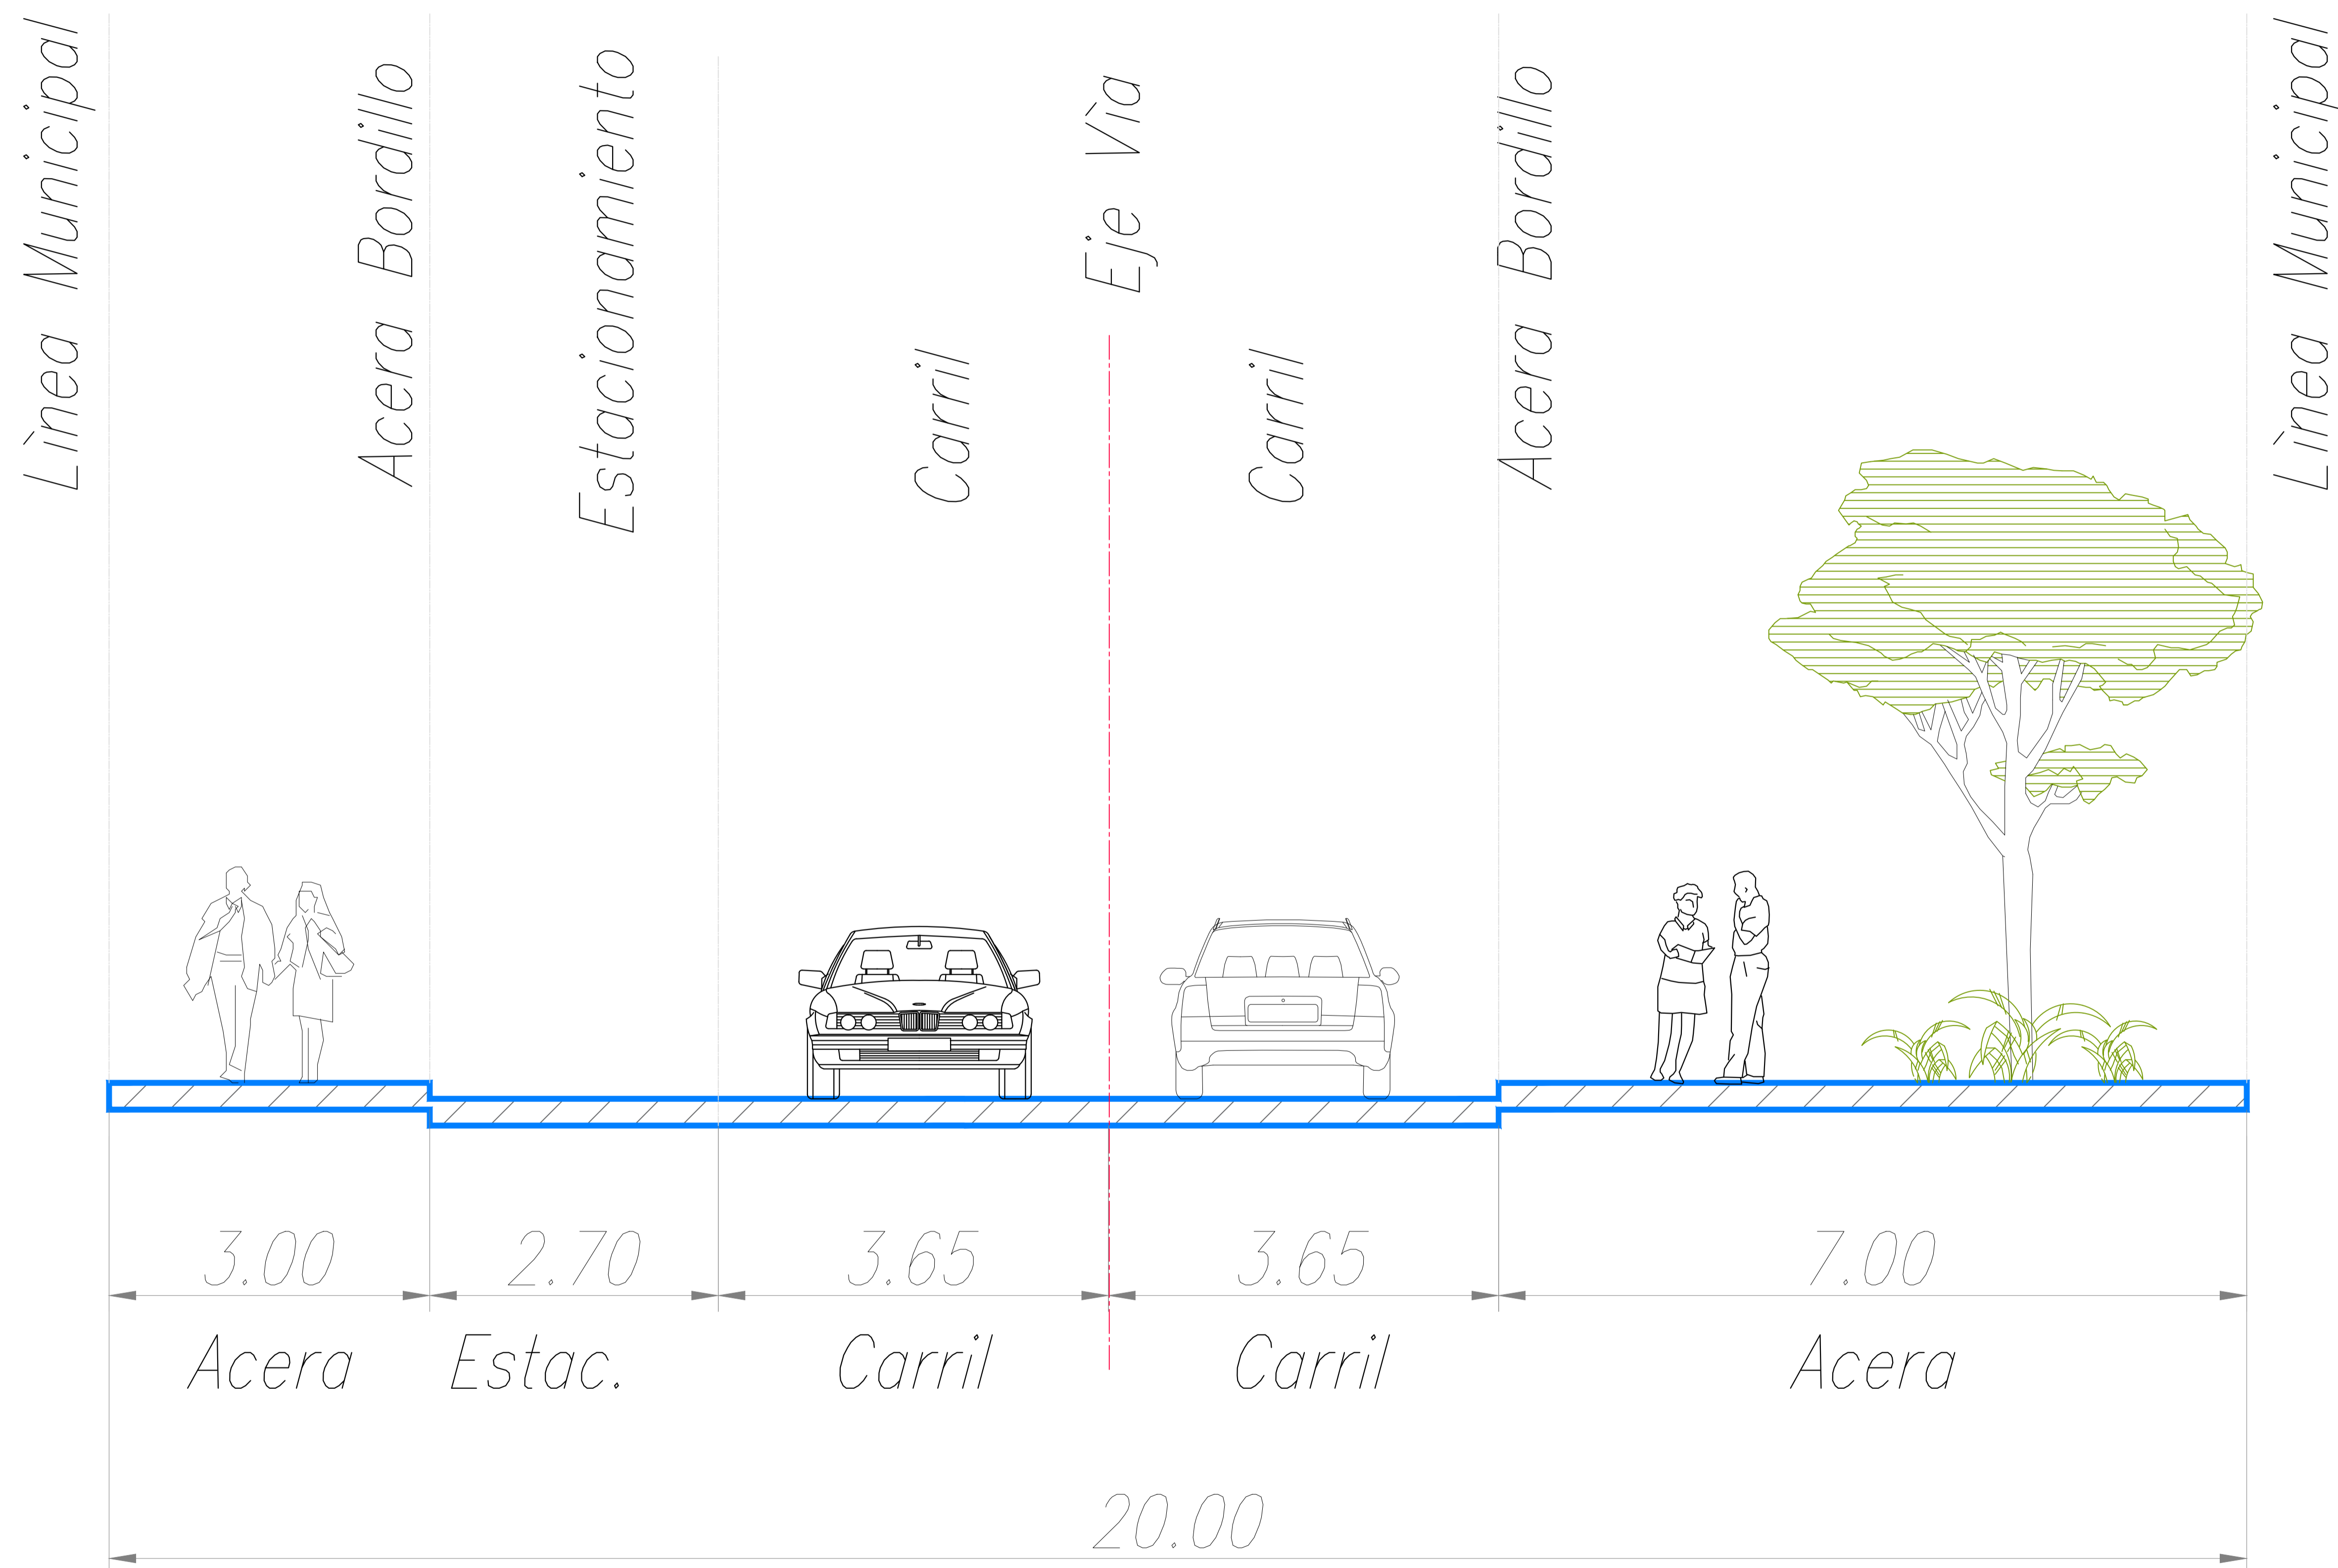 Lìnea Municipal
Acera Bordillo
Estacionamiento
Carril
Eje Vìa
Carril
Acera Bordillo
Lìnea Municipal
3.00
2.70
3.65
3.65
7.00
Acera
Estac.
Carril
Carril
Acera
20.00